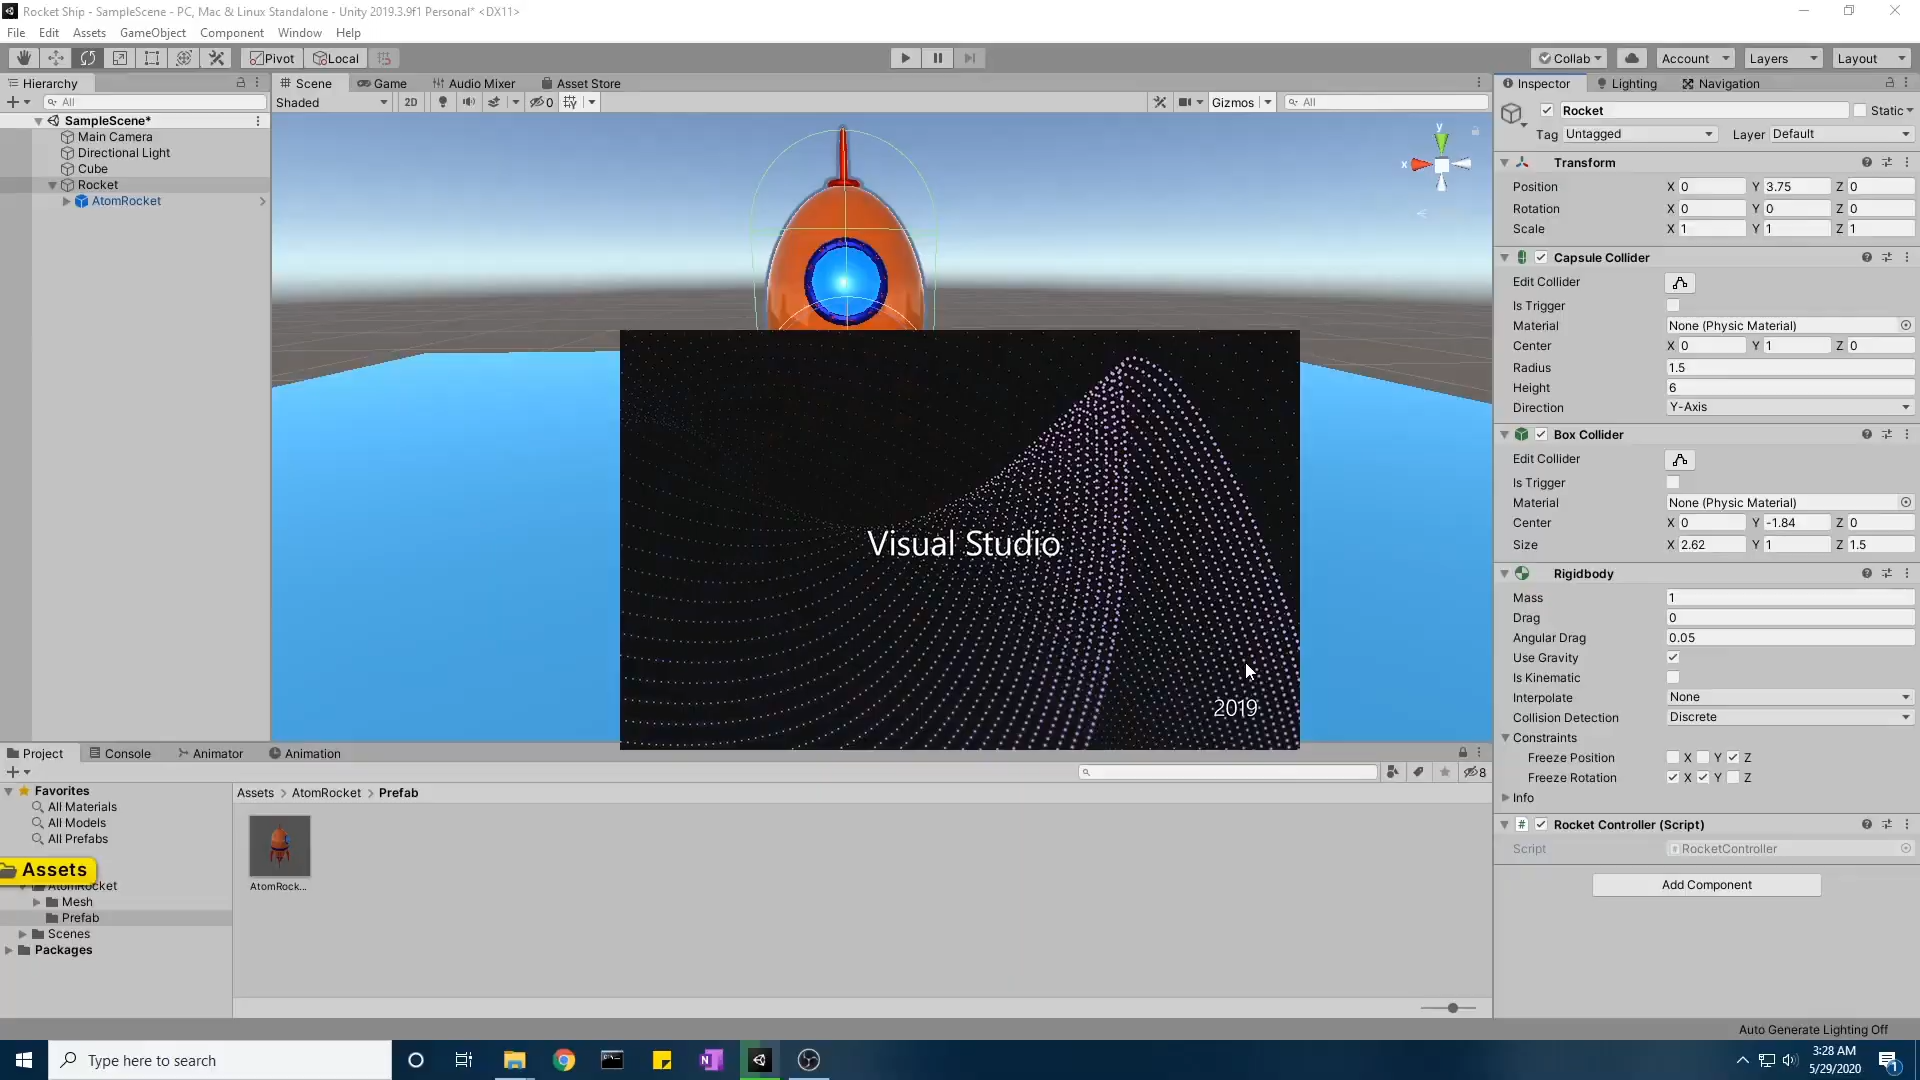 Rocket Ship - SampleScene - PC, Mac & Linux Standalone - Unity 2019.3.9f1 Personal* <DX11>
File Edit Assets GameObject Component Window Help
Pivot Local Collab Account Layers Layout
Hierarchy
All
SampleScene*
Main Camera
Directional Light
Cube
Rocket
AtomRocket
Scene Game Audio Mixer Asset Store
Shaded 2D 0 Gizmos All
y
x
Visual Studio
2019
Inspector Lighting Navigation
Rocket Static
Tag Untagged Layer Default
Transform
Position X 0 Y 3.75 Z 0
Rotation X 0 Y 0 Z 0
Scale X 1 Y 1 Z 1
Capsule Collider
Edit Collider
Is Trigger
Material None (Physic Material)
Center X 0 Y 1 Z 0
Radius 1.5
Height 6
Direction Y-Axis
Box Collider
Edit Collider
Is Trigger
Material None (Physic Material)
Center X 0 Y -1.84 Z 0
Size X 2.62 Y 1 Z 1.5
Rigidbody
Mass 1
Drag 0
Angular Drag 0.05
Use Gravity
Is Kinematic
Interpolate None
Collision Detection Discrete
Constraints
Freeze Position X Y Z
Freeze Rotation X Y Z
Info
# Rocket Controller (Script)
Script RocketController
Add Component
Project Console Animator Animation
8
Favorites
All Materials
All Models
All Prefabs
Assets
AtomRocket
Mesh
Prefab
Scenes
Packages
Assets > AtomRocket > Prefab
AtomRock...
Auto Generate Lighting Off
Type here to search
3:28 AM
5/29/2020
1